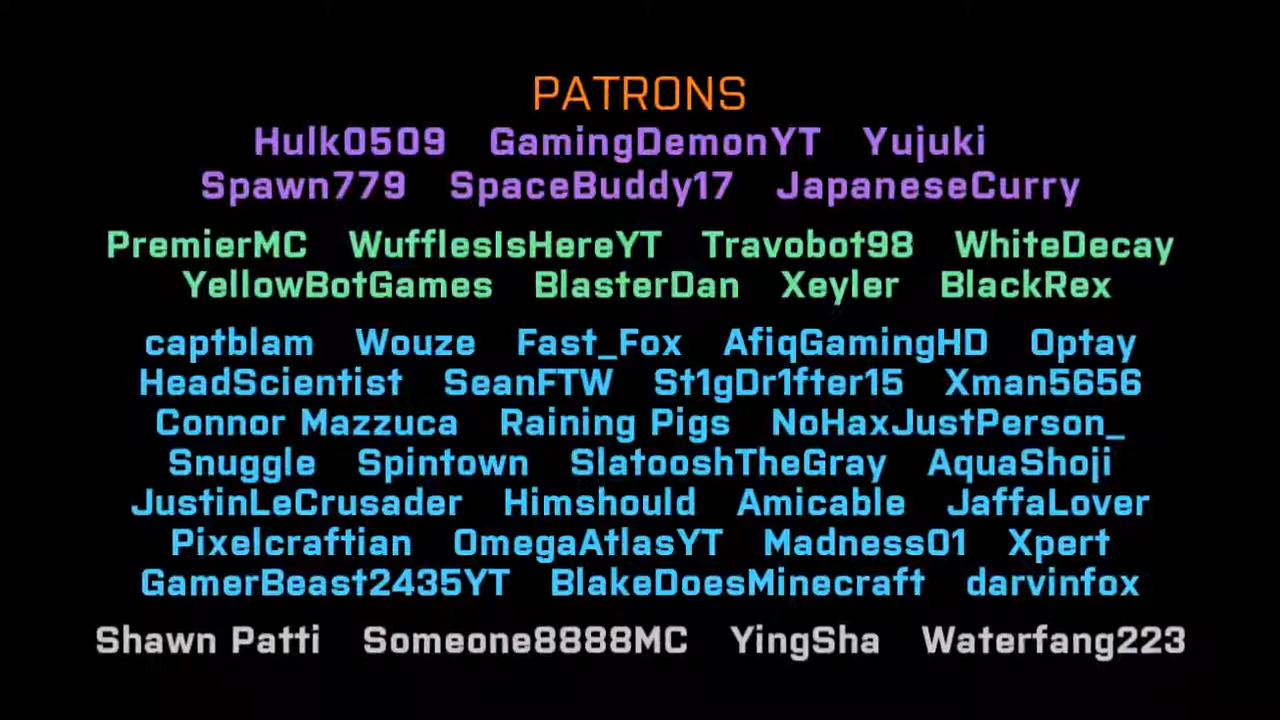 PATRONS
Hulk0509 GamingDemonYT Yujuki
Spawn779 SpaceBuddy17 JapaneseCurry
PremierMC WufflesIsHereYT Travobot98 WhiteDecay
YellowBotGames BlasterDan Xeyler BlackRex
captblam Wouze Fast_Fox AfiqGamingHD Optay
HeadScientist SeanFTW St1gDr1fter15 Xman5656
Connor Mazzuca Raining Pigs NoHaxJustPerson_
Snuggle Spintown SlatooshTheGray AquaShoji
JustinLeCrusader Himshould Amicable JaffaLover
Pixelcraftian OmegaAtlasYT Madness01 Xpert
GamerBeast2435YT BlakeDoesMinecraft darvinfox
Shawn Patti Someone8888MC YingSha Waterfang223